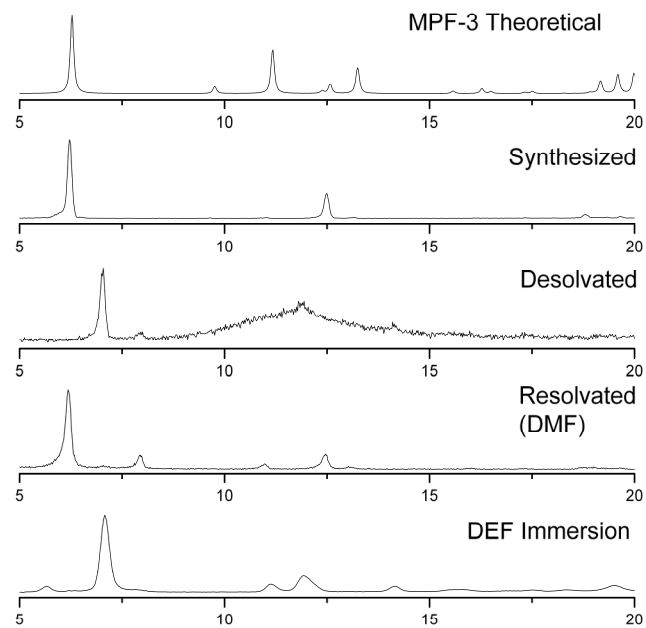 MPF-3 Theoretical
5 10 15 20
Synthesized
5 10 15 20
Desolvated
5 10 15 20
Resolvated
(DMF)
5 10 15 20
DEF Immersion
5 10 15 20